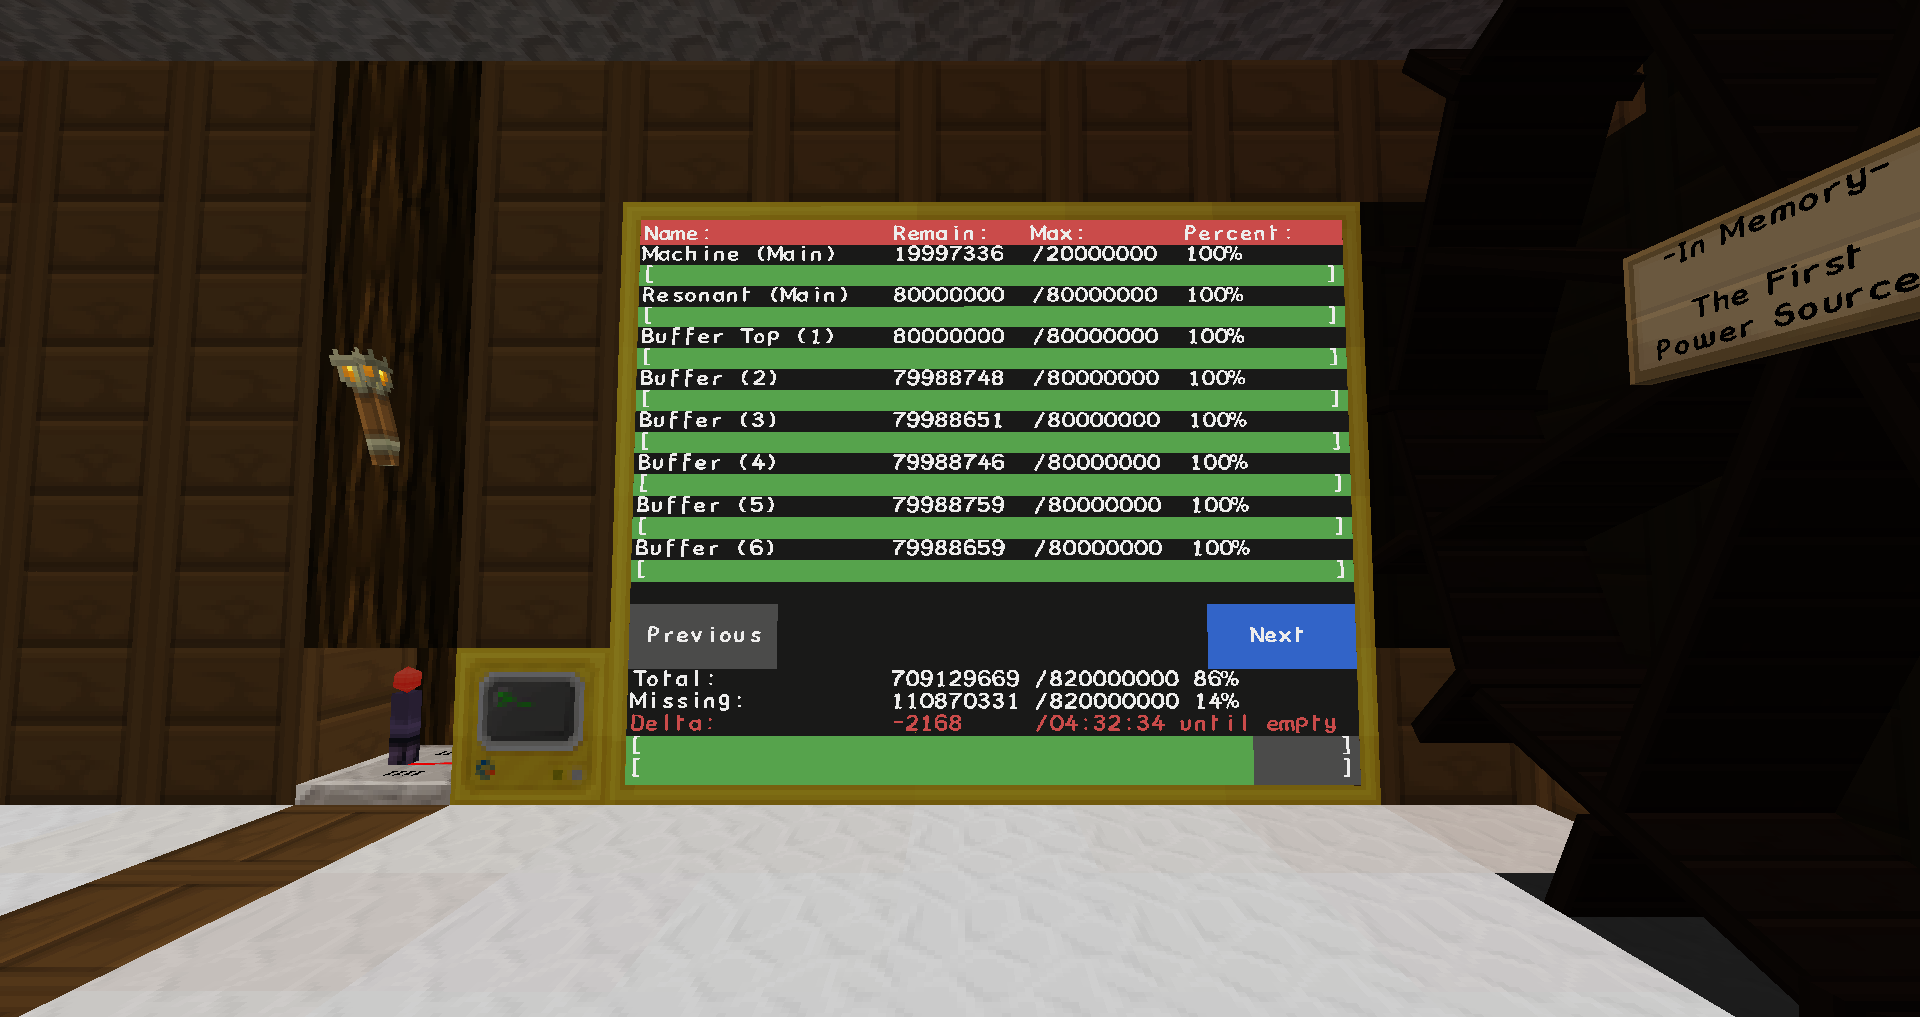 Name: Remain: Max: Percent:
Machine (Main) 19997336 /20000000 100%
[ ]
Resonant (Main) 80000000 /80000000 100%
[ ]
Buffer Top (1) 80000000 /80000000 100%
[ ]
Buffer (2) 79988748 /80000000 100%
[ ]
Buffer (3) 79988651 /80000000 100%
[ ]
Buffer (4) 79988746 /80000000 100%
[ ]
Buffer (5) 79988759 /80000000 100%
[ ]
Buffer (6) 79988659 /80000000 100%
[ ]
Previous Next
Total: 709129669 /820000000 86%
Missing: 110870331 /820000000 14%
Delta: -2168 /04:32:34 until empty
[ ]
[ ]
-In Memory-
The First
Power Source